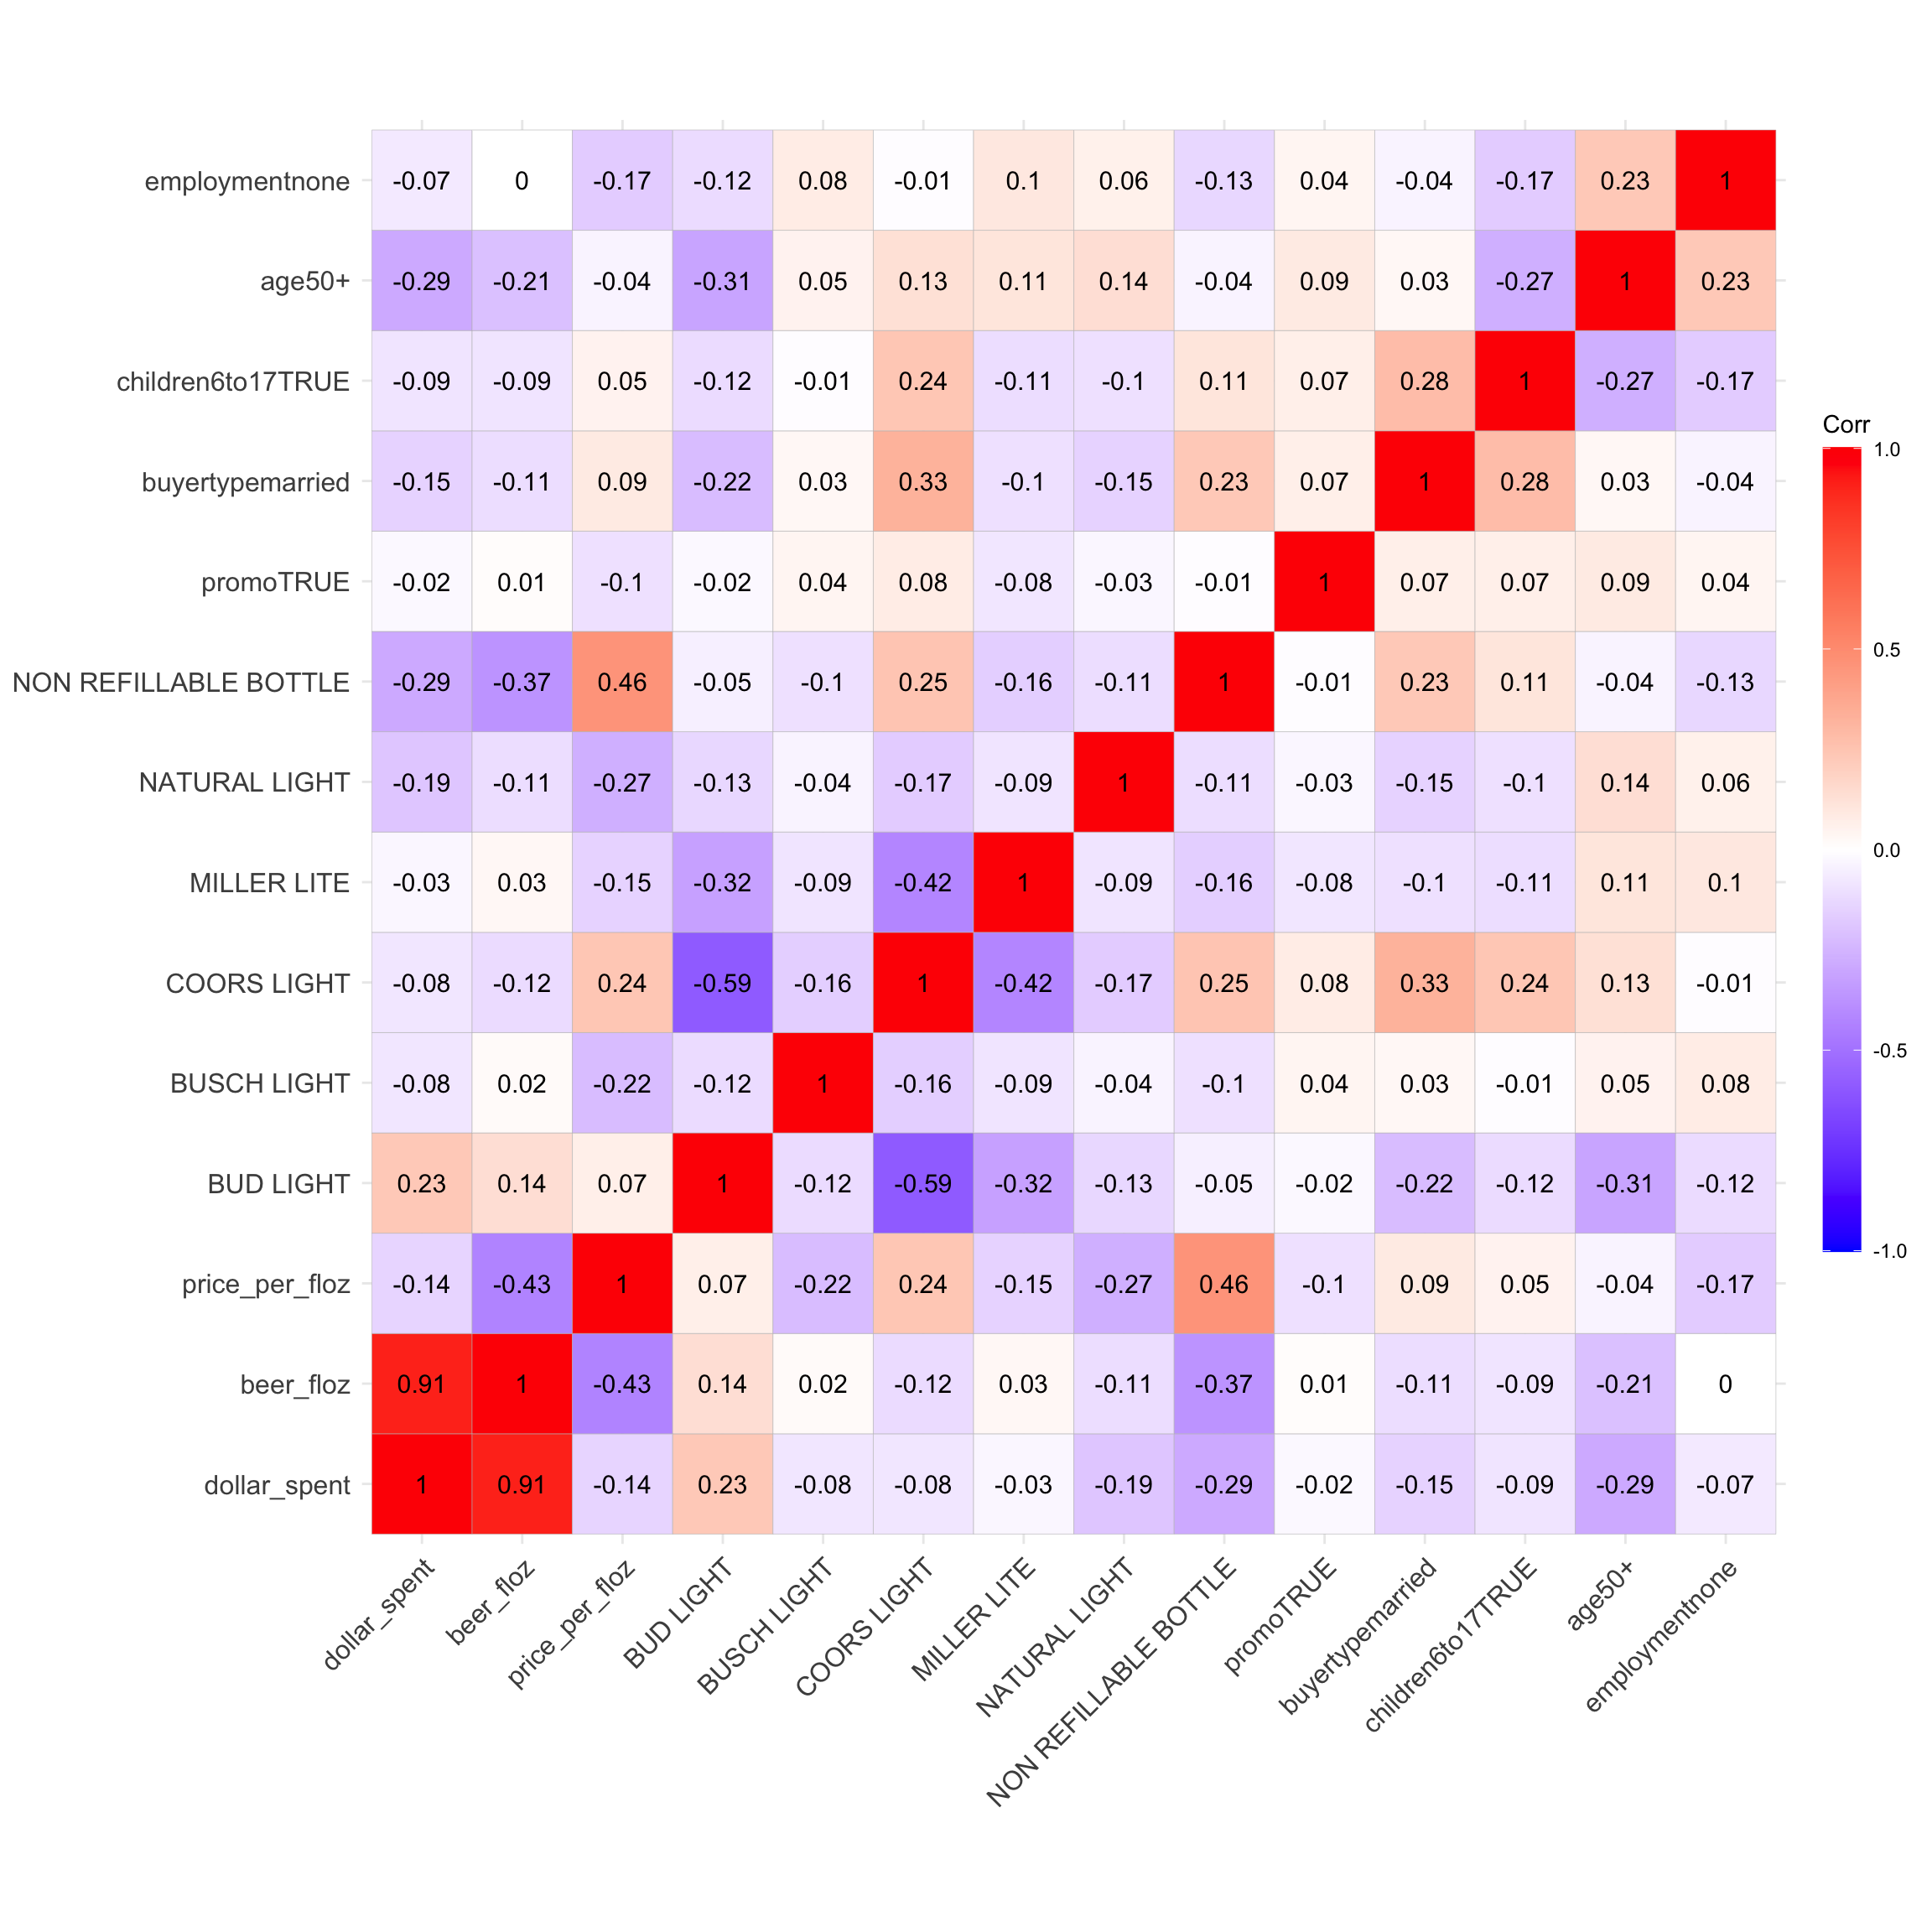 employmentnone -0.07 0 -0.17 -0.12 0.08 -0.01 0.1 0.06 -0.13 0.04 -0.04 -0.17 0.23 1
age50+ -0.29 -0.21 -0.04 -0.31 0.05 0.13 0.11 0.14 -0.04 0.09 0.03 -0.27 1 0.23
children6to17TRUE -0.09 -0.09 0.05 -0.12 -0.01 0.24 -0.11 -0.1 0.11 0.07 0.28 1 -0.27 -0.17
buyertypemarried -0.15 -0.11 0.09 -0.22 0.03 0.33 -0.1 -0.15 0.23 0.07 1 0.28 0.03 -0.04
promoTRUE -0.02 0.01 -0.1 -0.02 0.04 0.08 -0.08 -0.03 -0.01 1 0.07 0.07 0.09 0.04
NON REFILLABLE BOTTLE -0.29 -0.37 0.46 -0.05 -0.1 0.25 -0.16 -0.11 1 -0.01 0.23 0.11 -0.04 -0.13
NATURAL LIGHT -0.19 -0.11 -0.27 -0.13 -0.04 -0.17 -0.09 1 -0.11 -0.03 -0.15 -0.1 0.14 0.06
MILLER LITE -0.03 0.03 -0.15 -0.32 -0.09 -0.42 1 -0.09 -0.16 -0.08 -0.1 -0.11 0.11 0.1
COORS LIGHT -0.08 -0.12 0.24 -0.59 -0.16 1 -0.42 -0.17 0.25 0.08 0.33 0.24 0.13 -0.01
BUSCH LIGHT -0.08 0.02 -0.22 -0.12 1 -0.16 -0.09 -0.04 -0.1 0.04 0.03 -0.01 0.05 0.08
BUD LIGHT 0.23 0.14 0.07 1 -0.12 -0.59 -0.32 -0.13 -0.05 -0.02 -0.22 -0.12 -0.31 -0.12
price_per_floz -0.14 -0.43 1 0.07 -0.22 0.24 -0.15 -0.27 0.46 -0.1 0.09 0.05 -0.04 -0.17
beer_floz 0.91 1 -0.43 0.14 0.02 -0.12 0.03 -0.11 -0.37 0.01 -0.11 -0.09 -0.21 0
dollar_spent 1 0.91 -0.14 0.23 -0.08 -0.08 -0.03 -0.19 -0.29 -0.02 -0.15 -0.09 -0.29 -0.07
dollar_spent
beer_floz
price_per_floz
BUD LIGHT
BUSCH LIGHT
COORS LIGHT
MILLER LITE
NATURAL LIGHT
NON REFILLABLE BOTTLE
promoTRUE
buyertypemarried
children6to17TRUE
age50+
employmentnone
Corr
1.0
0.5
0.0
-0.5
-1.0